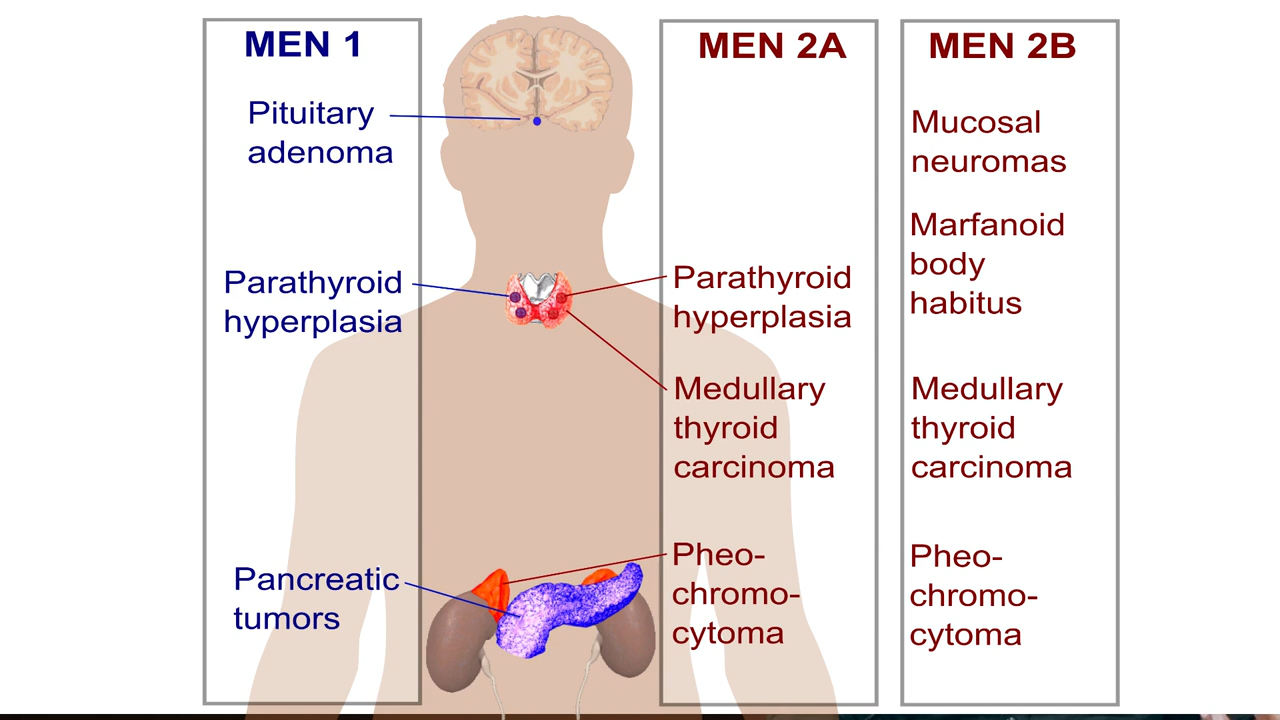 MEN 1
Pituitary
adenoma
Parathyroid
hyperplasia
Pancreatic
tumors
MEN 2A
Parathyroid
hyperplasia
Medullary
thyroid
carcinoma
Pheo-
chromo-
cytoma
MEN 2B
Mucosal
neuromas
Marfanoid
body
habitus
Medullary
thyroid
carcinoma
Pheo-
chromo-
cytoma